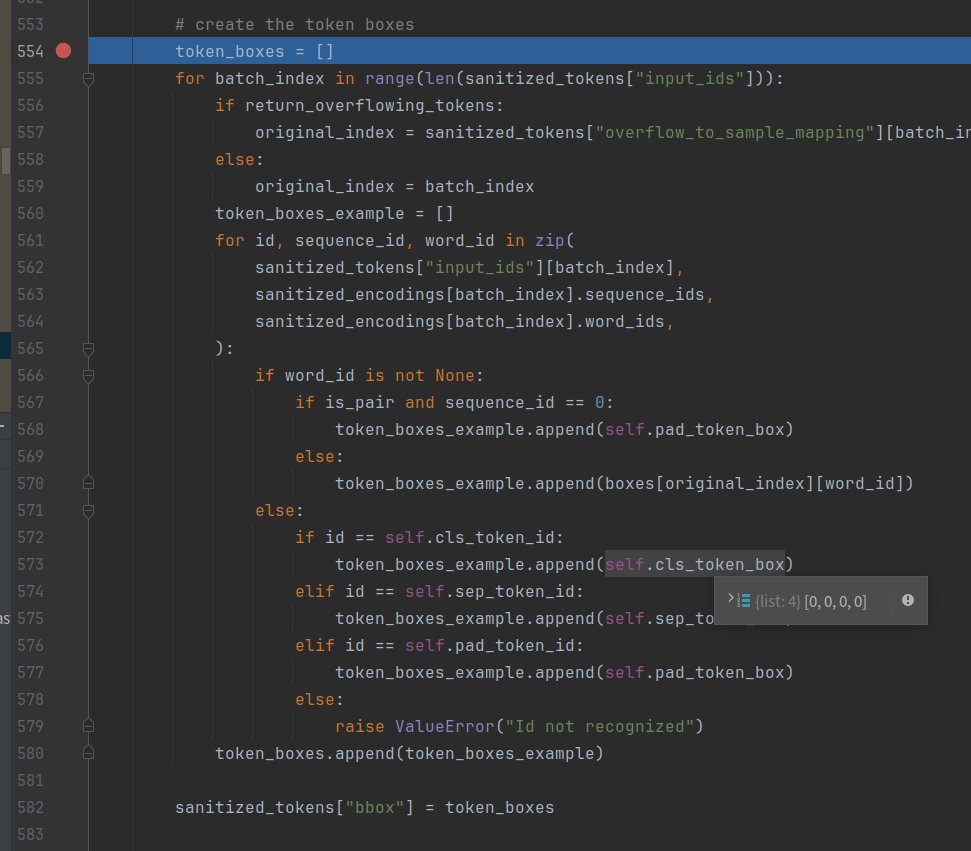 552
553 # create the token boxes
554 token_boxes = []
555 for batch_index in range(len(sanitized_tokens["input_ids"])):
556 if return_overflowing_tokens:
557 original_index = sanitized_tokens["overflow_to_sample_mapping"][batch_in
558 else:
559 original_index = batch_index
560 token_boxes_example = []
561 for id, sequence_id, word_id in zip(
562 sanitized_tokens["input_ids"][batch_index],
563 sanitized_encodings[batch_index].sequence_ids,
564 sanitized_encodings[batch_index].word_ids,
565 ):
566 if word_id is not None:
567 if is_pair and sequence_id == 0:
568 token_boxes_example.append(self.pad_token_box)
569 else:
570 token_boxes_example.append(boxes[original_index][word_id])
571 else:
572 if id == self.cls_token_id:
573 token_boxes_example.append(self.cls_token_box)
574 elif id == self.sep_token_id:
{list: 4} [0, 0, 0, 0]
as
575 token_boxes_example.append(self.sep_to
576 elif id == self.pad_token_id:
577 token_boxes_example.append(self.pad_token_box)
578 else:
579 raise ValueError("Id not recognized")
580 token_boxes.append(token_boxes_example)
581
582 sanitized_tokens["bbox"] = token_boxes
583